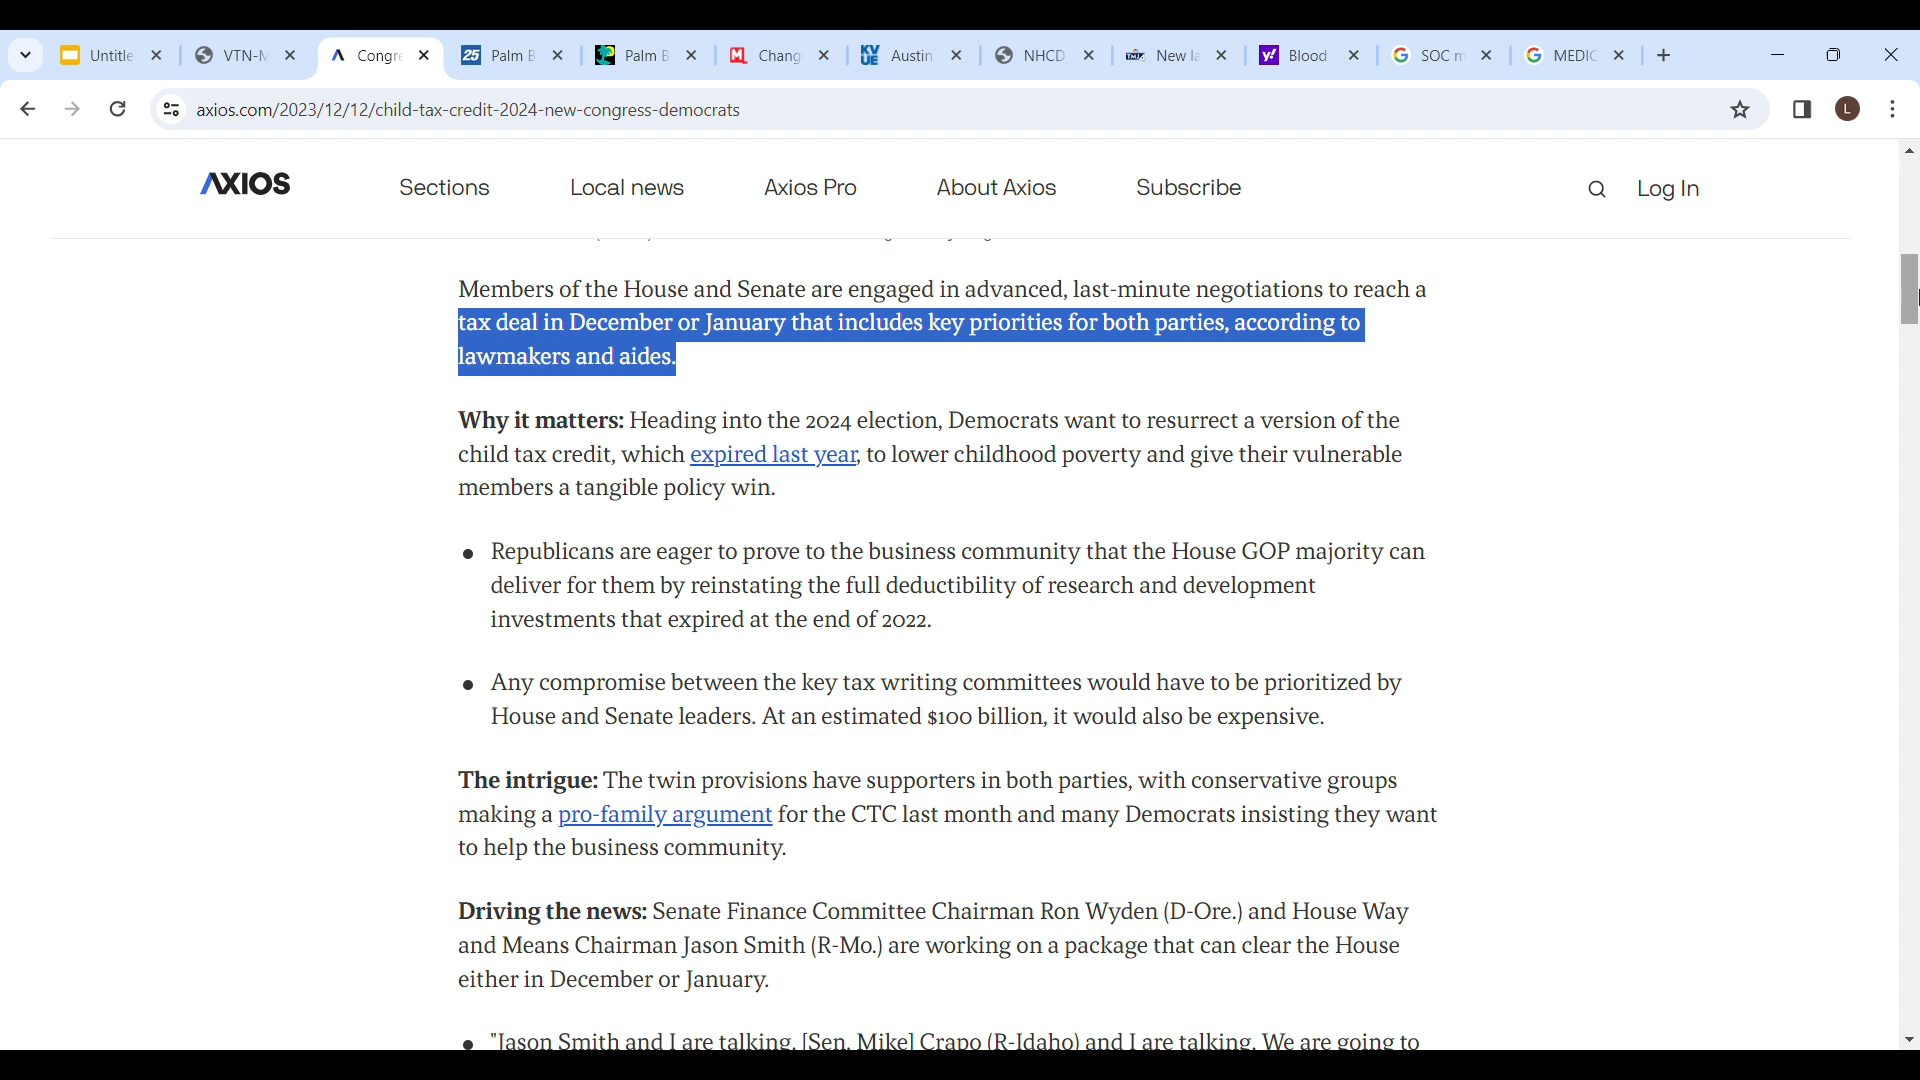 Untitle
VTN-M
Congre
Palm B
Palm B
Chang
Austin
NHCD
New la
Blood
SOC m
MEDIC
axios.com/2023/12/12/child-tax-credit-2024-new-congress-democrats
L
AXIOS
Sections
Local news
Axios Pro
About Axios
Subscribe
Log In
Members of the House and Senate are engaged in advanced, last-minute negotiations to reach a
tax deal in December or January that includes key priorities for both parties, according to
lawmakers and aides.
Why it matters: Heading into the 2024 election, Democrats want to resurrect a version of the
child tax credit, which expired last year, to lower childhood poverty and give their vulnerable
members a tangible policy win.
● Republicans are eager to prove to the business community that the House GOP majority can
deliver for them by reinstating the full deductibility of research and development
investments that expired at the end of 2022.
● Any compromise between the key tax writing committees would have to be prioritized by
House and Senate leaders. At an estimated $100 billion, it would also be expensive.
The intrigue: The twin provisions have supporters in both parties, with conservative groups
making a pro-family argument for the CTC last month and many Democrats insisting they want
to help the business community.
Driving the news: Senate Finance Committee Chairman Ron Wyden (D-Ore.) and House Way
and Means Chairman Jason Smith (R-Mo.) are working on a package that can clear the House
either in December or January.
● "Jason Smith and I are talking. [Sen. Mike] Crapo (R-Idaho) and I are talking. We are going to